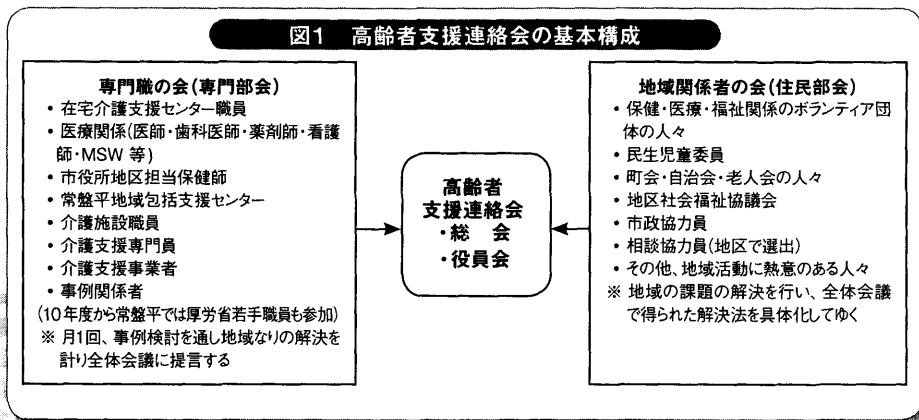 図1　高齢者支援連絡会の基本構成
専門職の会(専門部会)
・在宅介護支援センター職員
・医療関係(医師・歯科医師・薬剤師・看護
師・MSW 等)
・市役所地区担当保健師
・常盤平地域包括支援センター
・介護施設職員
・介護支援専門員
・介護支援事業者
・事例関係者
(10年度から常盤平では厚労省若手職員も参加)
※ 月1回、事例検討を通し地域なりの解決を
計り全体会議に提言する
高齢者
支援連絡会
・総　会
・役員会
地域関係者の会(住民部会)
・保健・医療・福祉関係のボランティア団
体の人々
・民生児童委員
・町会・自治会・老人会の人々
・地区社会福祉協議会
・市政協力員
・相談協力員(地区で選出)
・その他、地域活動に熱意のある人々
※ 地域の課題の解決を行い、全体会議
で得られた解決法を具体化してゆく